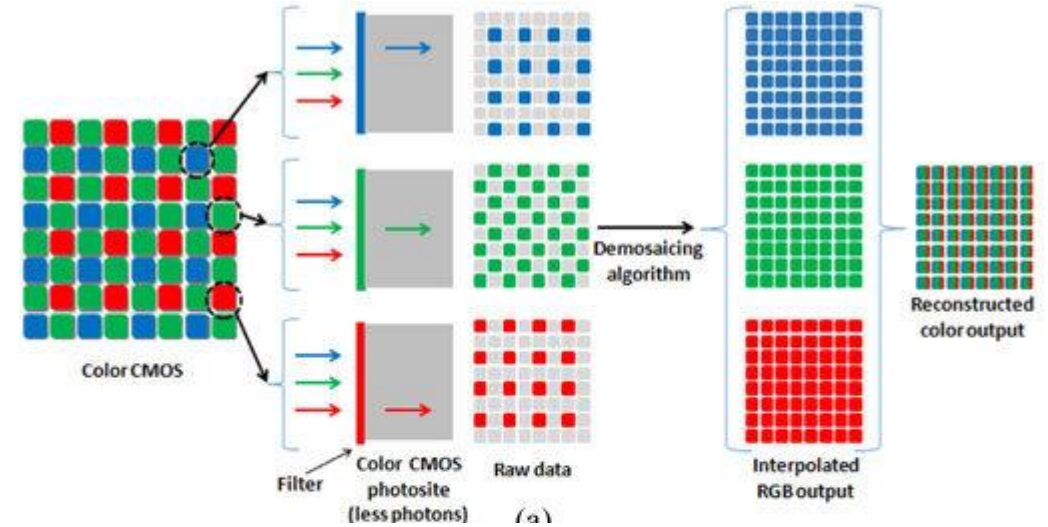 Color CMOS
Filter
Color CMOS
photosite
(less photons)
Raw data
(a)
Demosaicing
algorithm
Interpolated
RGB output
Reconstructed
color output